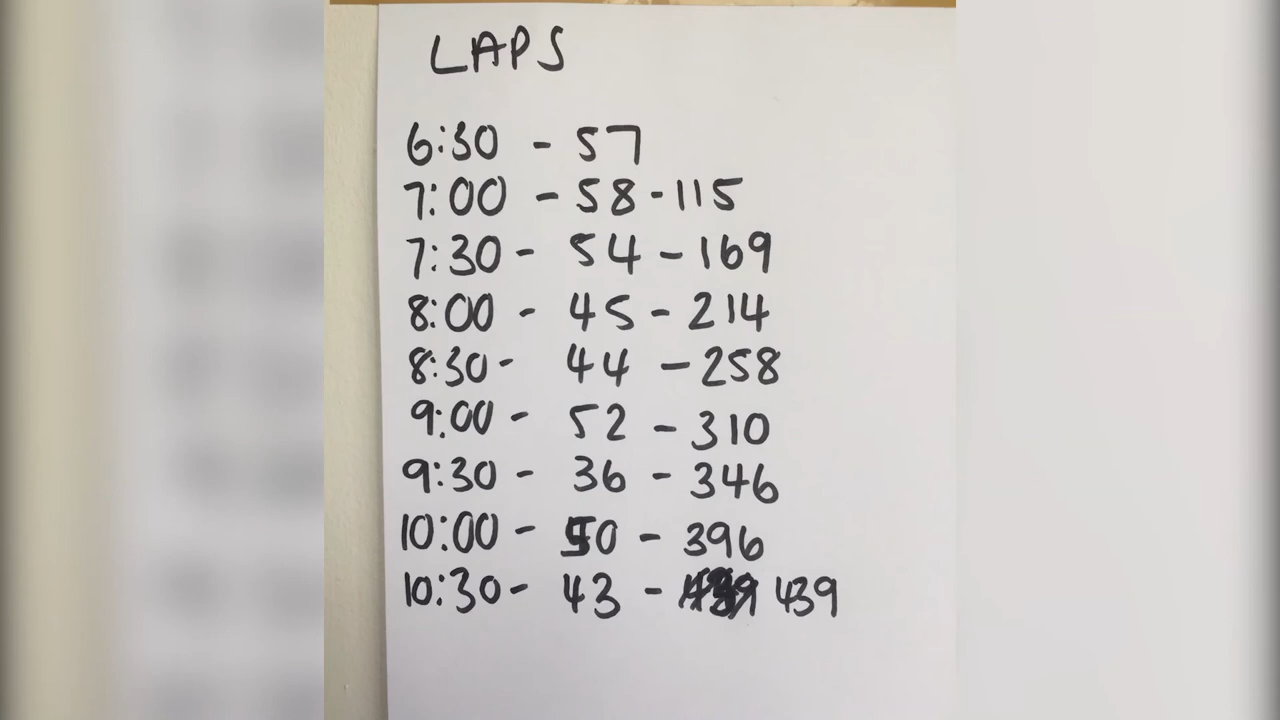 LAPS
6:30 - 57
7:00 - 58 - 115
7:30 - 54 - 169
8:00 - 45 - 214
8:30 - 44 - 258
9:00 - 52 - 310
9:30 - 36 - 346
10:00 - 50 - 396
10:30 - 43 - 439